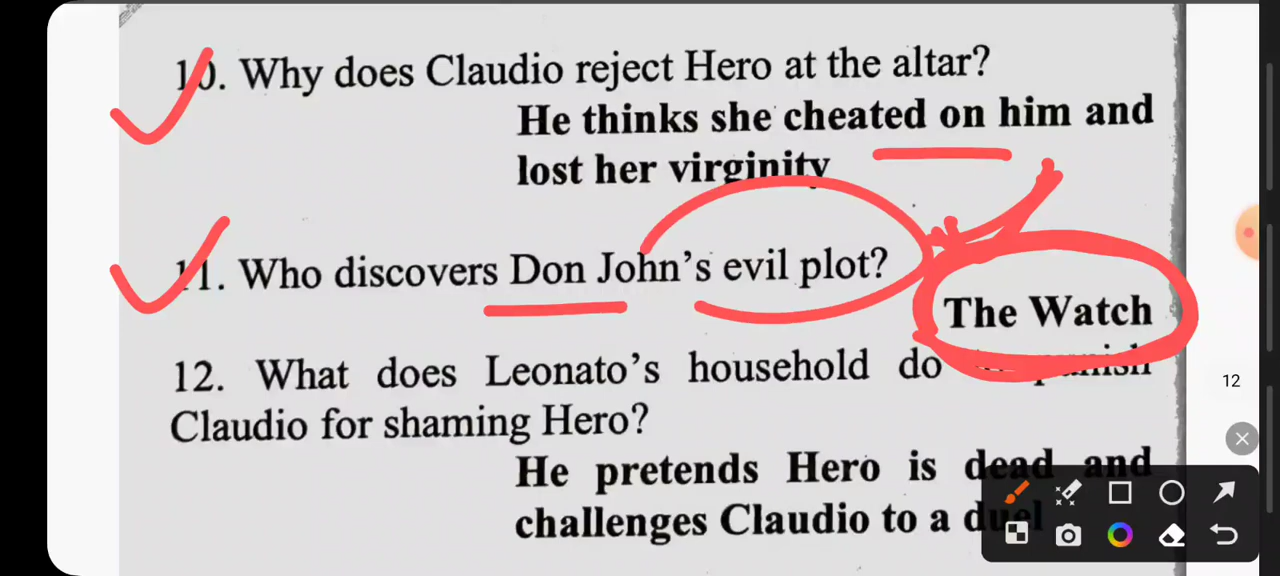 10. Why does Claudio reject Hero at the altar?
He thinks she cheated on him and
lost her virginity
11. Who discovers Don John's evil plot?
The Watch
12. What does Leonato's household do
Claudio for shaming Hero?
12
He pretends Hero is dead and
challenges Claudio to a duel